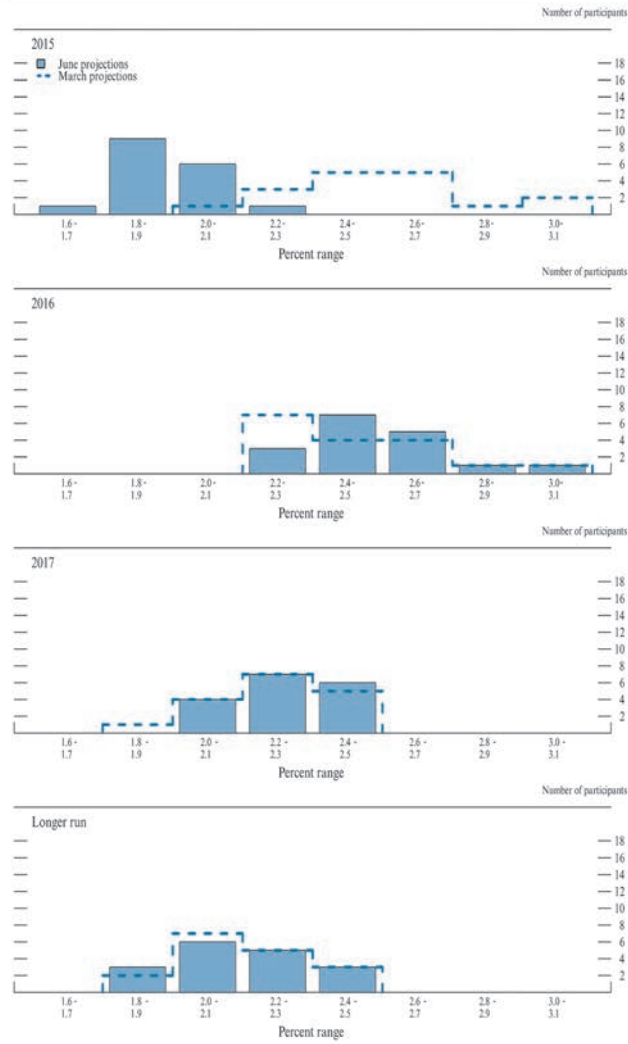 Number of participants
2015
June projections
March projections
18
16
14
12
10
8
6
4
2
1.6 - 1.8 - 2.0 - 2.2 - 2.4 - 2.6 - 2.8 - 3.0 -
1.7 1.9 2.1 2.3 2.5 2.7 2.9 3.1
Percent range
Number of participants
2016
18
16
14
12
10
8
6
4
2
1.6 - 1.8 - 2.0 - 2.2 - 2.4 - 2.6 - 2.8 - 3.0 -
1.7 1.9 2.1 2.3 2.5 2.7 2.9 3.1
Percent range
Number of participants
2017
18
16
14
12
10
8
6
4
2
1.6 - 1.8 - 2.0 - 2.2 - 2.4 - 2.6 - 2.8 - 3.0 -
1.7 1.9 2.1 2.3 2.5 2.7 2.9 3.1
Percent range
Number of participants
Longer run
18
16
14
12
10
8
6
4
2
1.6 - 1.8 - 2.0 - 2.2 - 2.4 - 2.6 - 2.8 - 3.0 -
1.7 1.9 2.1 2.3 2.5 2.7 2.9 3.1
Percent range